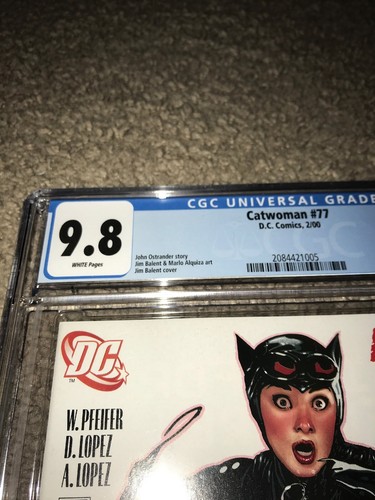 CGC UNIVERSAL GRADE
9.8
WHITE Pages
Catwoman #77
D.C. Comics, 2/00
John Ostrander story
Jim Balent & Marlo Alquiza art
Jim Balent cover
2084421005
DC
TM
W. PFEIFER
D. LOPEZ
A. LOPEZ